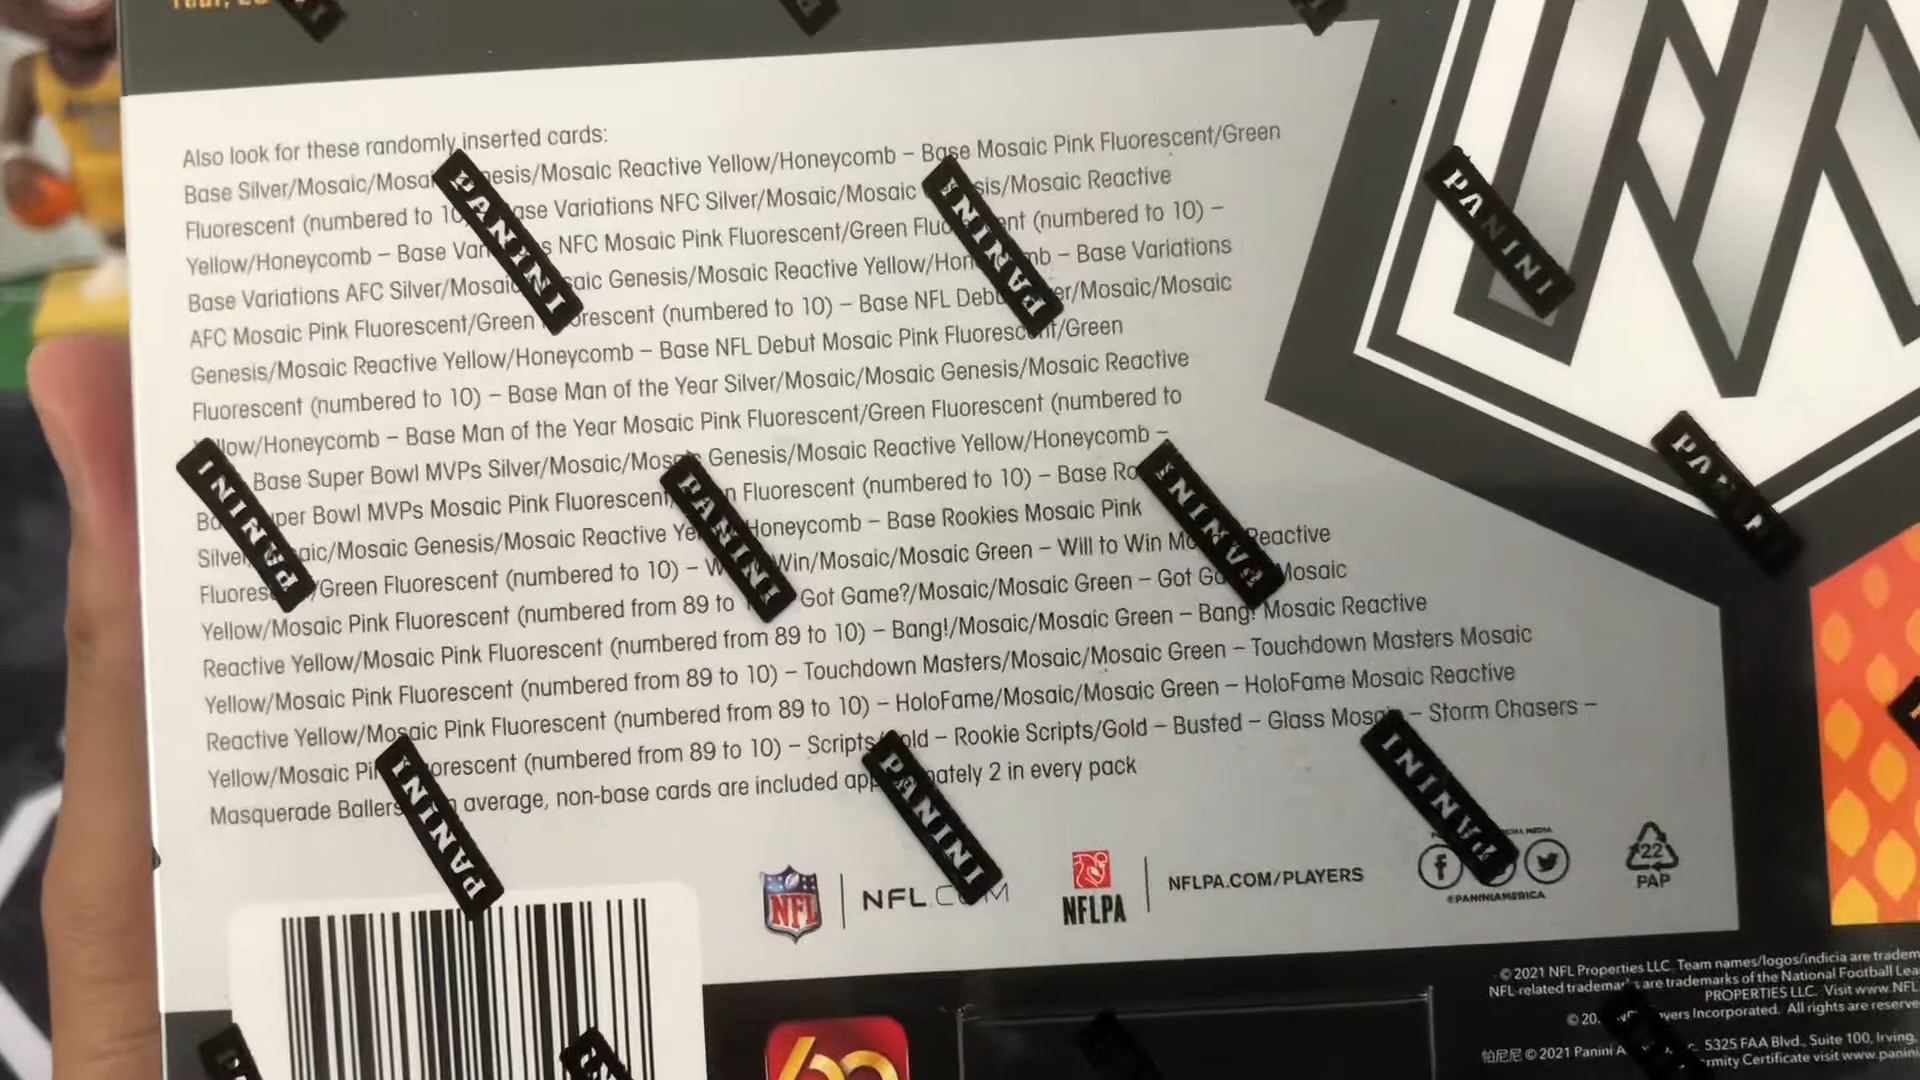 Also look for these randomly inserted cards:
Base Silver/Mosaic/Mosaic Genesis/Mosaic Reactive Yellow/Honeycomb – Base Mosaic Pink Fluorescent/Green
Fluorescent (numbered to 10) – Base Variations NFC Silver/Mosaic/Mosaic Genesis/Mosaic Reactive
Yellow/Honeycomb – Base Variations NFC Mosaic Pink Fluorescent/Green Fluorescent (numbered to 10) –
Base Variations AFC Silver/Mosaic/Mosaic Genesis/Mosaic Reactive Yellow/Honeycomb – Base Variations
AFC Mosaic Pink Fluorescent/Green Fluorescent (numbered to 10) – Base NFL Debut Silver/Mosaic/Mosaic
Genesis/Mosaic Reactive Yellow/Honeycomb – Base NFL Debut Mosaic Pink Fluorescent/Green
Fluorescent (numbered to 10) – Base Man of the Year Silver/Mosaic/Mosaic Genesis/Mosaic Reactive
Yellow/Honeycomb – Base Man of the Year Mosaic Pink Fluorescent/Green Fluorescent (numbered to
Base Super Bowl MVPs Silver/Mosaic/Mosaic Genesis/Mosaic Reactive Yellow/Honeycomb –
Base Super Bowl MVPs Mosaic Pink Fluorescent/Green Fluorescent (numbered to 10) – Base Rookies
Silver/Mosaic/Mosaic Genesis/Mosaic Reactive Yellow/Honeycomb – Base Rookies Mosaic Pink
Fluorescent/Green Fluorescent (numbered to 10) – Will to Win/Mosaic/Mosaic Green – Will to Win Mosaic Reactive
Yellow/Mosaic Pink Fluorescent (numbered from 89 to 10) – Got Game?/Mosaic/Mosaic Green – Got Game? Mosaic
Reactive Yellow/Mosaic Pink Fluorescent (numbered from 89 to 10) – Bang!/Mosaic/Mosaic Green – Bang! Mosaic Reactive
Yellow/Mosaic Pink Fluorescent (numbered from 89 to 10) – Touchdown Masters/Mosaic/Mosaic Green – Touchdown Masters Mosaic
Reactive Yellow/Mosaic Pink Fluorescent (numbered from 89 to 10) – HoloFame/Mosaic/Mosaic Green – HoloFame Mosaic Reactive
Yellow/Mosaic Pink Fluorescent (numbered from 89 to 10) – Scripts/Gold – Rookie Scripts/Gold – Busted – Glass Mosaic – Storm Chasers –
Masquerade Ballers average, non-base cards are included approximately 2 in every pack
PANINI
PANINI
PANINI
PANINI
PANINI
PANINI
PANINI
PANINI
PANINI
NFL
NFL.COM
NFLPA
NFLPA.COM/PLAYERS
@PANINIAMERICA
22
PAP
60
© 2021 NFL Properties LLC. Team names/logos/indicia are
NFL-related trademarks are trademarks of the National Football
PROPERTIES LLC. Visit www.NFL
Incorporated. All rights
帕尼尼 © 2021 Panini 5325 FAA Blvd., Suite 100, Irving,
Certificate visit